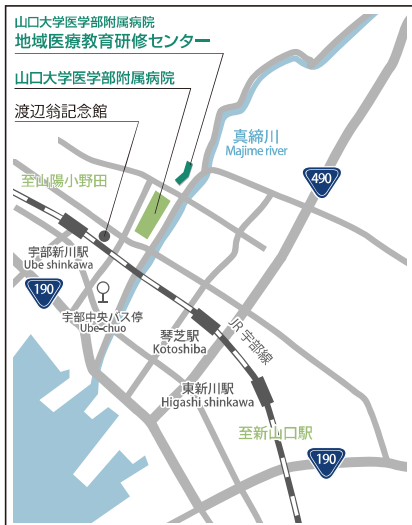 山口大学医学部附属病院
地域医療教育研修センター
山口大学医学部附属病院
渡辺翁記念館
真締川
Majime river
490
至山陽小野田
宇部新川駅
Ube shinkawa
190
宇部中央バス停
Ube-chuo
琴芝駅
Kotoshiba
JR 宇部線
東新川駅
Higashi shinkawa
至新山口駅
190